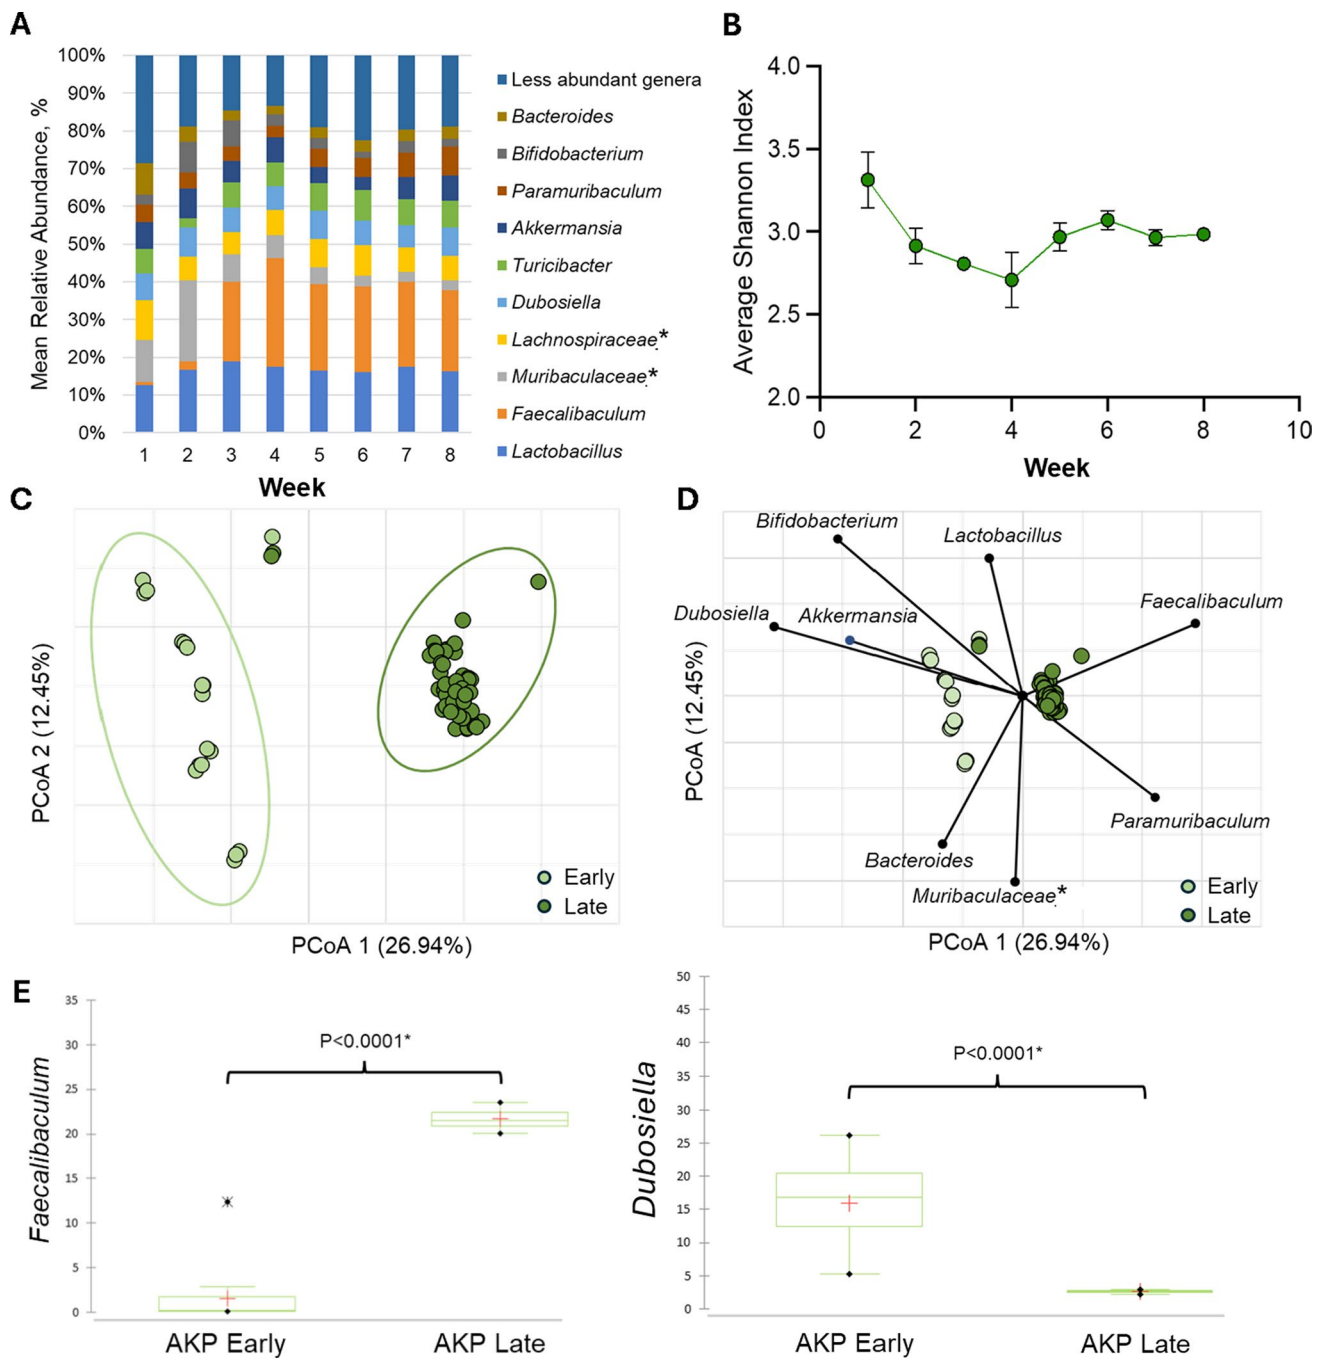 A
100%
90%
80%
70%
60%
50%
40%
30%
20%
10%
0%
Mean Relative Abundance, %
1 2 3 4 5 6 7 8
Week
Less abundant genera
Bacteroides
Bifidobacterium
Paramuribaculum
Akkermansia
Turicibacter
Dubosiella
Lachnospiraceae*
Muribaculaceae*
Faecalibaculum
Lactobacillus
B
4.0
3.5
3.0
2.5
2.0
Average Shannon Index
0 2 4 6 8 10
Week
C
PCoA 2 (12.45%)
Early
Late
PCoA 1 (26.94%)
D
Bifidobacterium
Lactobacillus
Dubosiella
Akkermansia
Faecalibaculum
PCoA (12.45%)
Paramuribaculum
Bacteroides
Muribaculaceae*
Early
Late
PCoA 1 (26.94%)
E
35
30
25
20
15
10
5
0
Faecalibaculum
P<0.0001*
AKP Early AKP Late
50
45
40
35
30
25
20
15
10
5
0
Dubosiella
P<0.0001*
AKP Early AKP Late